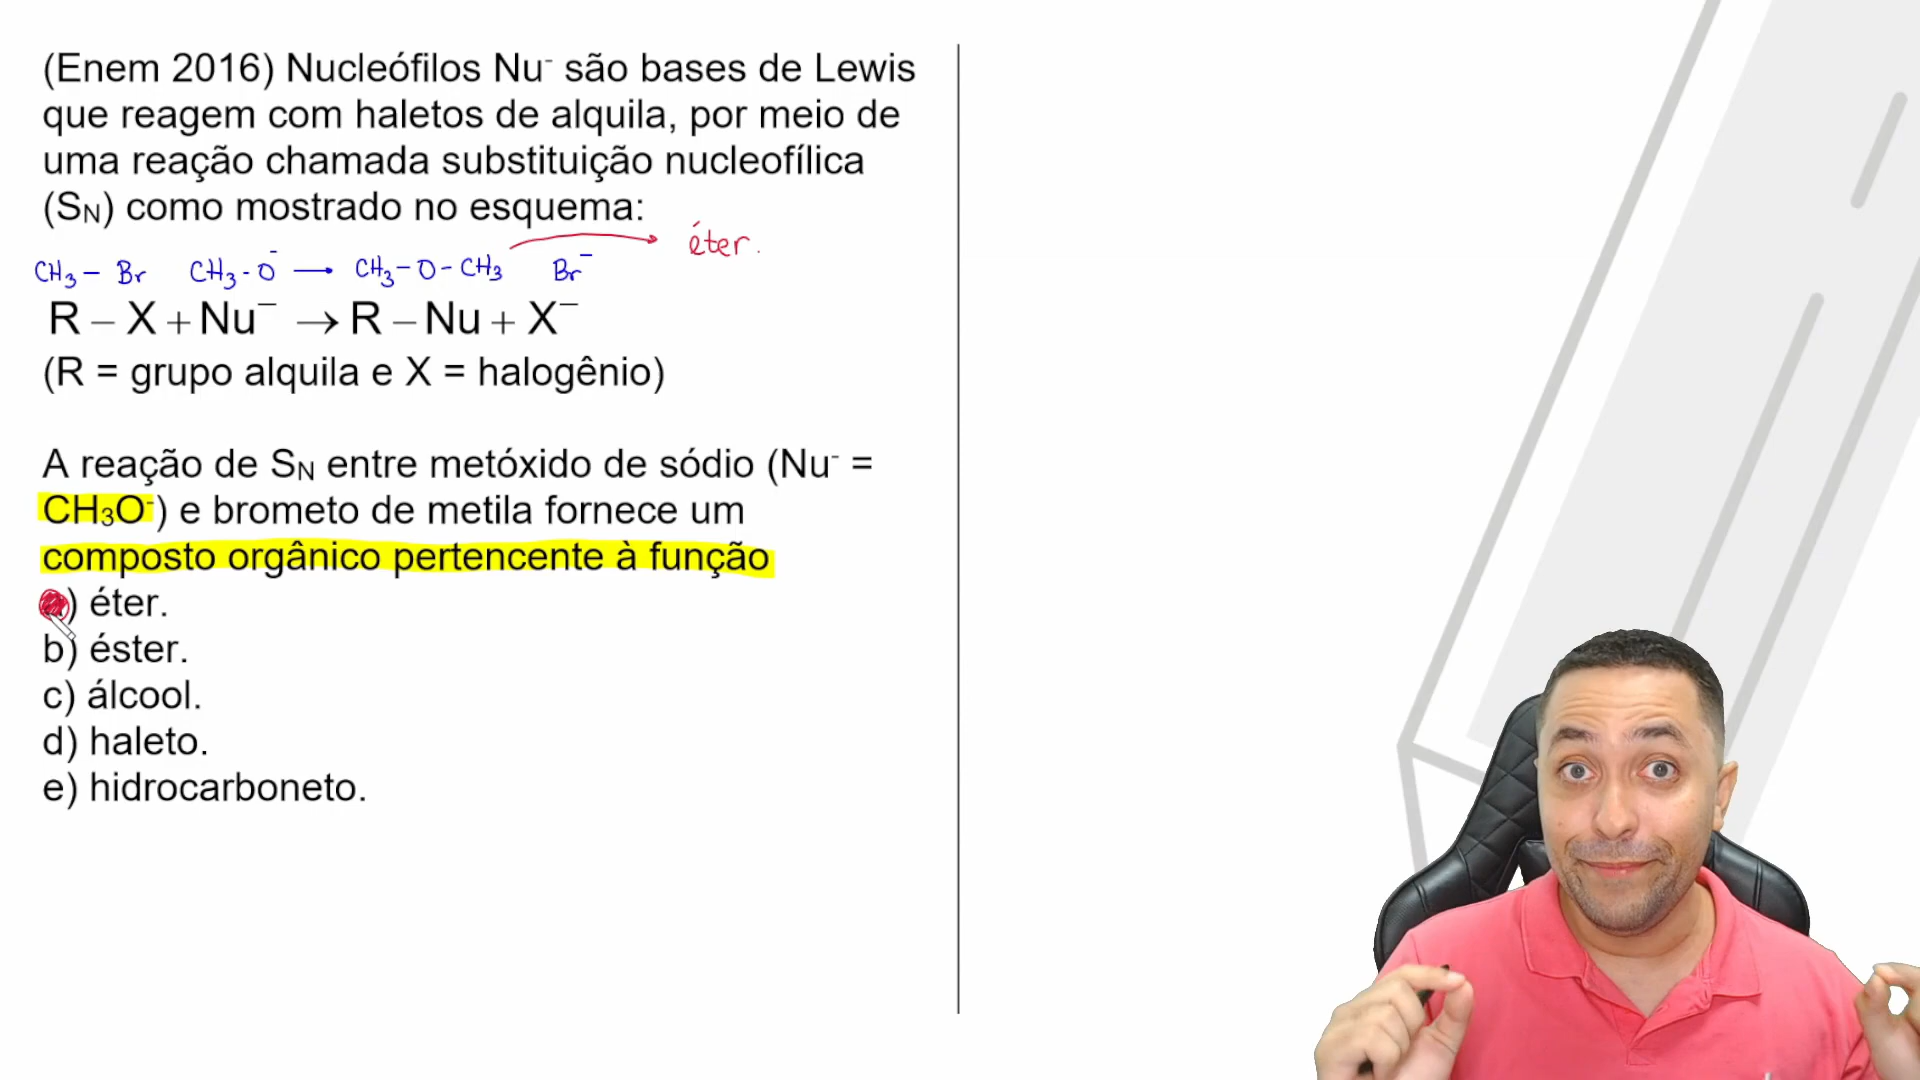 (Enem 2016) Nucleófilos Nu⁻ são bases de Lewis
que reagem com haletos de alquila, por meio de
uma reação chamada substituição nucleofílica
(SN) como mostrado no esquema:
éter.
CH₃ – Br CH₃-O⁻ → CH₃-O-CH₃ Br⁻
R – X + Nu⁻ → R – Nu + X⁻
(R = grupo alquila e X = halogênio)
A reação de SN entre metóxido de sódio (Nu⁻ =
CH₃O⁻) e brometo de metila fornece um
composto orgânico pertencente à função
) éter.
b) éster.
c) álcool.
d) haleto.
e) hidrocarboneto.